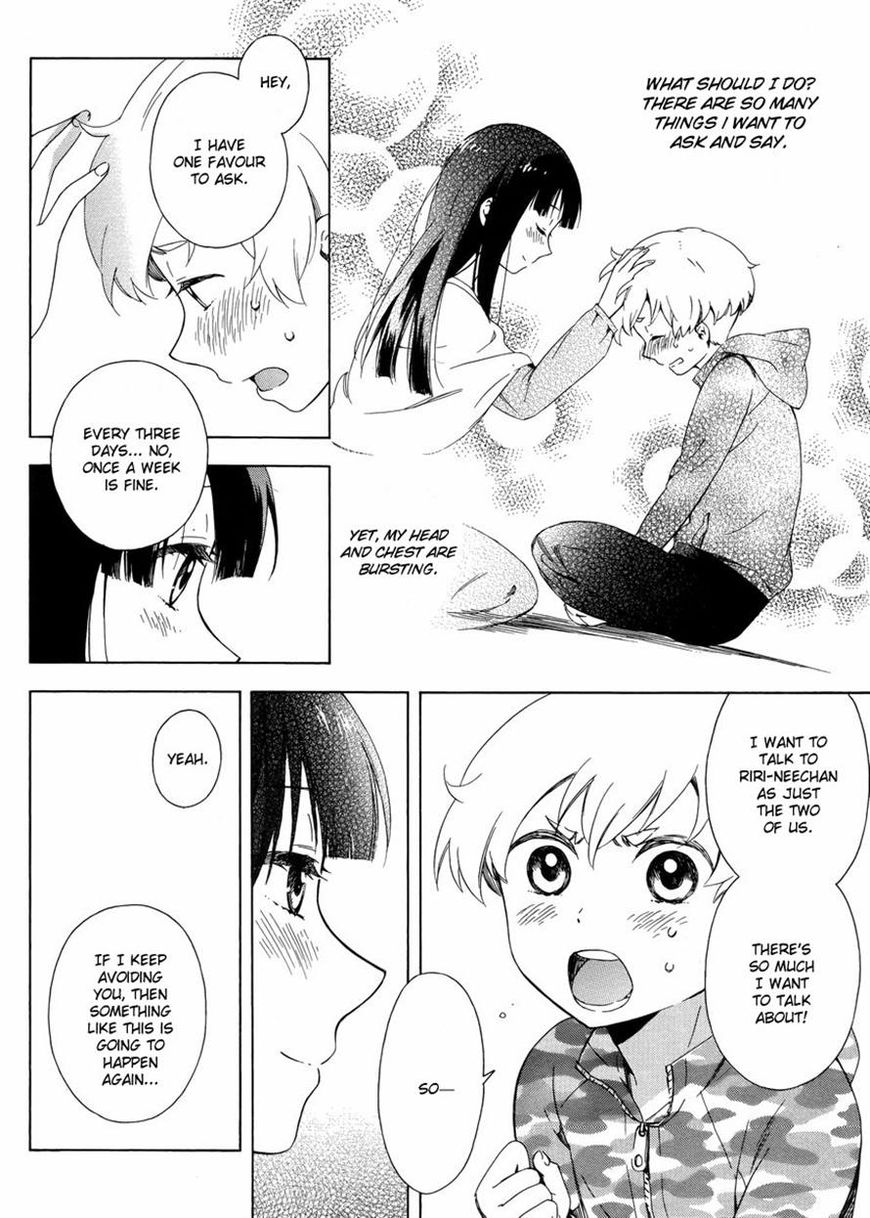 WHAT SHOULD I DO?
THERE ARE SO MANY
THINGS I WANT TO
ASK AND SAY.
YET, MY HEAD
AND CHEST ARE
BURSTING.
HEY,
I HAVE
ONE FAVOUR
TO ASK.
EVERY THREE
DAYS... NO,
ONCE A WEEK
IS FINE.
I WANT TO
TALK TO
RIRI-NEECHAN
AS JUST
THE TWO
OF US.
THERE'S
SO MUCH
I WANT
TO TALK
ABOUT!
SO—
YEAH.
IF I KEEP
AVOIDING
YOU, THEN
SOMETHING
LIKE THIS IS
GOING TO
HAPPEN
AGAIN...